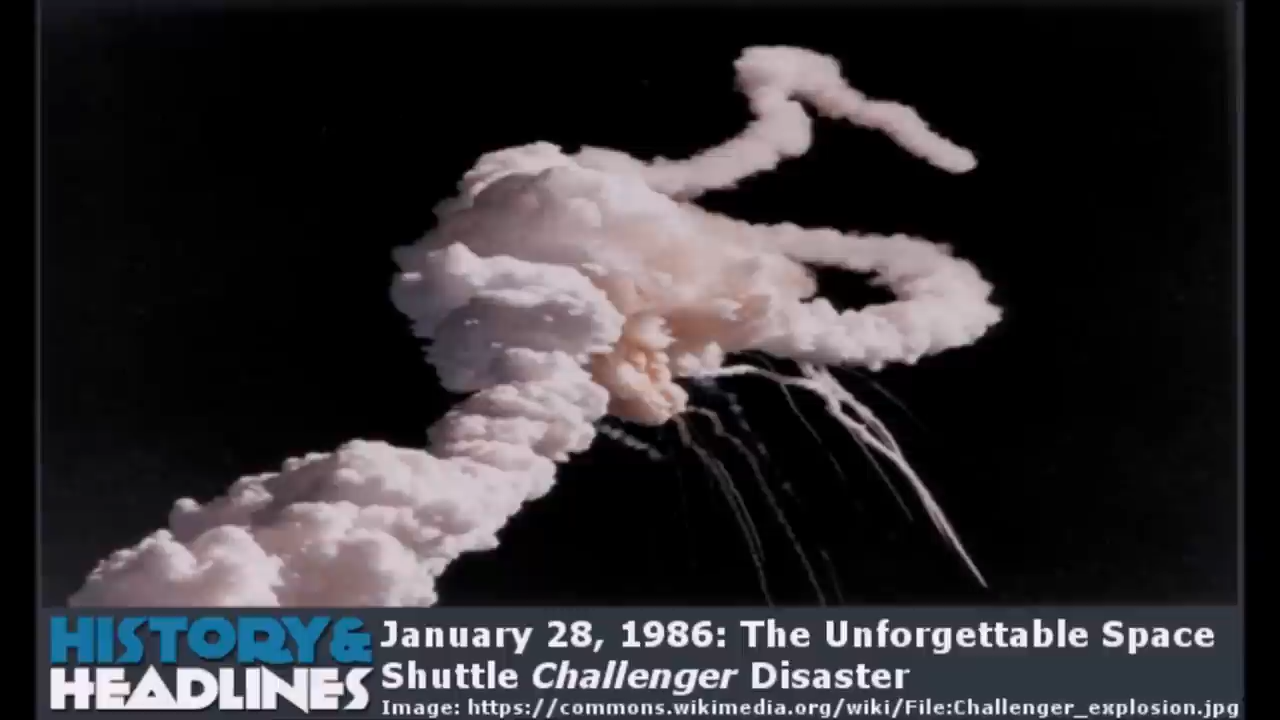 HISTORY&
HEADLINES
January 28, 1986: The Unforgettable Space
Shuttle Challenger Disaster
Image: https://commons.wikimedia.org/wiki/File:Challenger_explosion.jpg